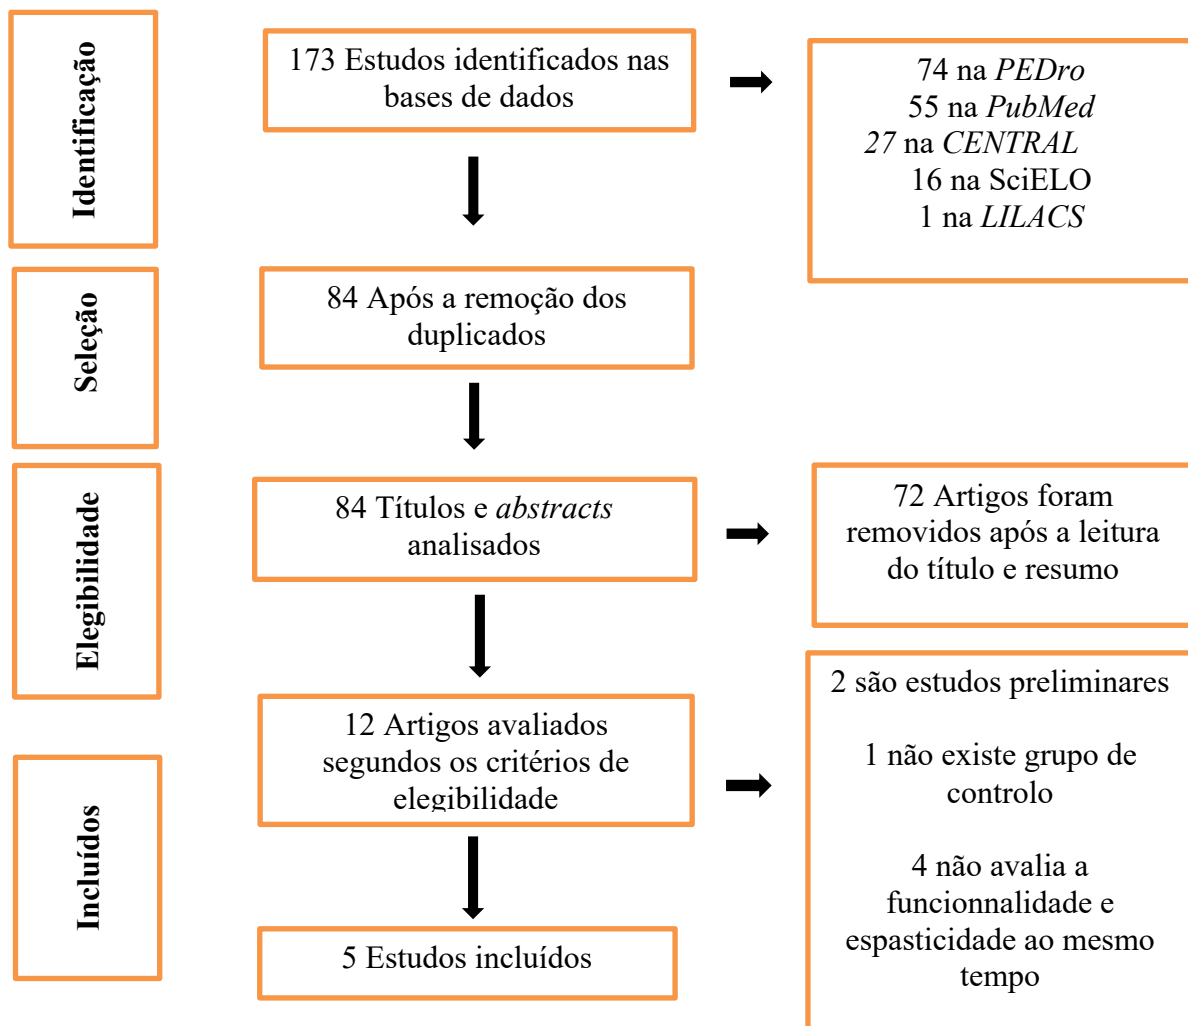 Identificação
173 Estudos identificados nas
bases de dados
74 na PEDro
55 na PubMed
27 na CENTRAL
16 na SciELO
1 na LILACS
Seleção
84 Após a remoção dos
duplicados
Elegibilidade
84 Títulos e abstracts
analisados
72 Artigos foram
removidos após a leitura
do título e resumo
12 Artigos avaliados
segundos os critérios de
elegibilidade
2 são estudos preliminares
1 não existe grupo de
controlo
4 não avalia a
funcionnalidade e
espasticidade ao mesmo
tempo
Incluídos
5 Estudos incluídos